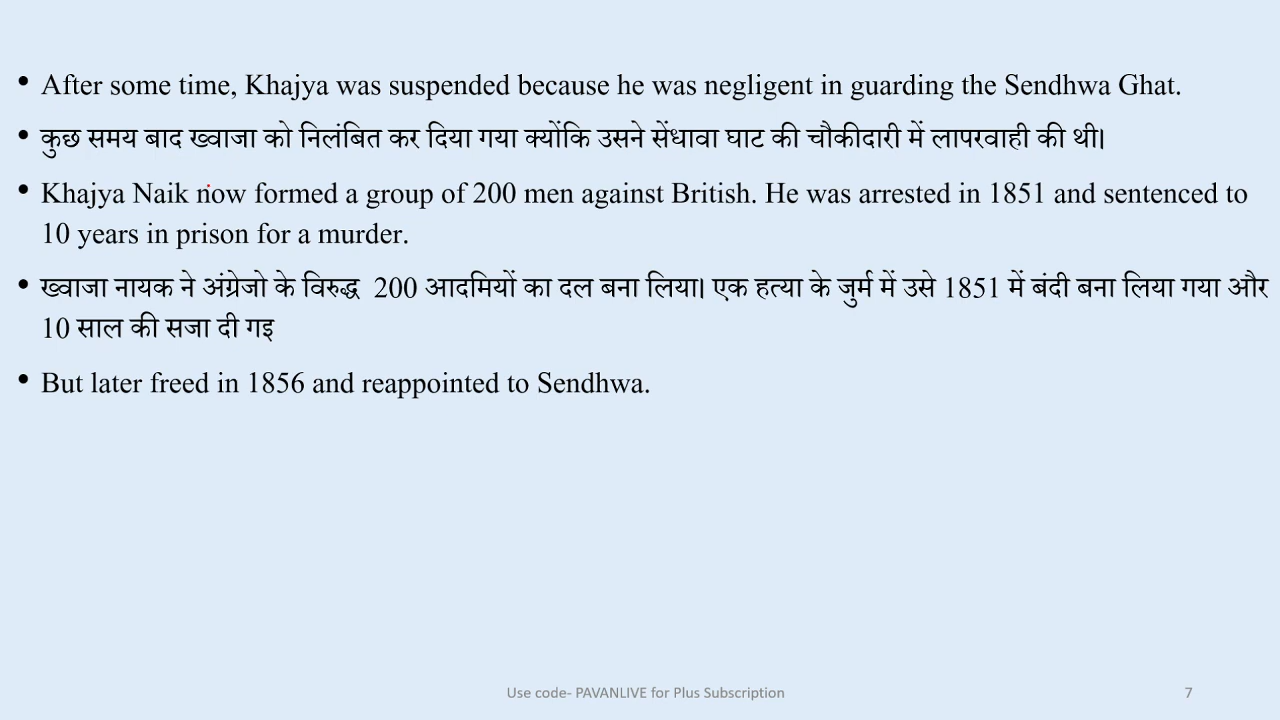 • After some time, Khajya was suspended because he was negligent in guarding the Sendhwa Ghat.
• कुछ समय बाद ख्वाजा को निलंबित कर दिया गया क्योंकि उसने सेंधावा घाट की चौकीदारी में लापरवाही की थी।
• Khajya Naik now formed a group of 200 men against British. He was arrested in 1851 and sentenced to
10 years in prison for a murder.
• ख्वाजा नायक ने अंग्रेजो के विरुद्ध 200 आदमियों का दल बना लिया। एक हत्या के जुर्म में उसे 1851 में बंदी बना लिया गया और
10 साल की सजा दी गइ
• But later freed in 1856 and reappointed to Sendhwa.
Use code- PAVANLIVE for Plus Subscription 7